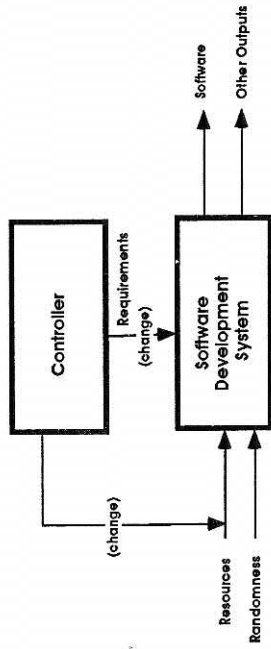 Controller
Requirements
(change)
(change)
Resources
Randomness
Software
Development
System
Software
Other Outputs